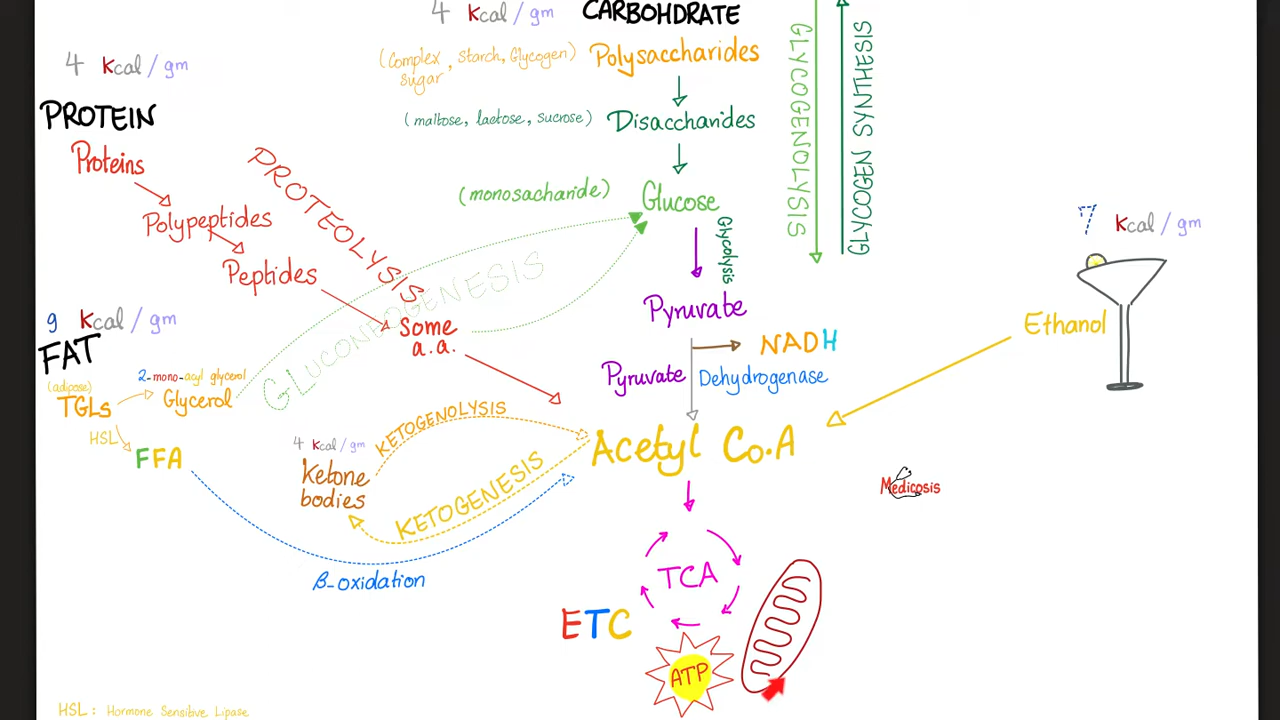 4 Kcal / gm
CARBOHDRATE
(Complex sugar, Starch, Glycogen)
Polysaccharides
(maltose, lactose, sucrose)
Disaccharides
(monosacharide)
Glucose
Glycolysis
Pyruvate
NADH
Pyruvate Dehydrogenase
Acetyl Co.A
GLYCOGENOLYSIS
GLYCOGEN SYNTHESIS
4 Kcal / gm
PROTEIN
Proteins
Polypeptides
Peptides
PROTEOLYSIS
Some
a.a.
GLUCONEOGENESIS
9 Kcal / gm
FAT
(adipose)
TGLs
2-mono-acyl glycerol
Glycerol
HSL
FFA
4 Kcal / gm
Ketone
bodies
KETOGENOLYSIS
KETOGENESIS
β-oxidation
7 Kcal / gm
Ethanol
Medicosis
TCA
ETC
ATP
HSL: Hormone Sensitive Lipase